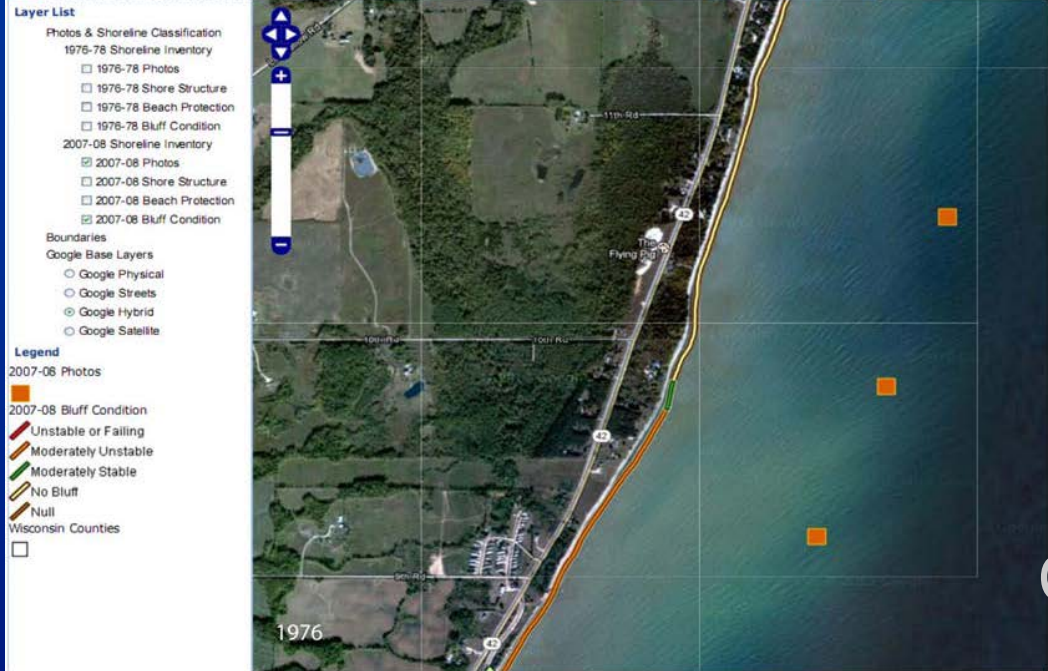 Layer List
Photos & Shoreline Classification
1976-78 Shoreline Inventory
1976-78 Photos
1976-78 Shore Structure
1976-78 Beach Protection
1976-78 Bluff Condition
2007-08 Shoreline Inventory
2007-08 Photos
2007-08 Shore Structure
2007-08 Beach Protection
2007-08 Bluff Condition
Boundaries
Google Base Layers
Google Physical
Google Streets
Google Hybrid
Google Satellite
Legend
2007-08 Photos
2007-08 Bluff Condition
Unstable or Failing
Moderately Unstable
Moderately Stable
No Bluff
Null
Wisconsin Counties
Rd
11th Rd
42
The
Flying Pig
10th Rd
10th Rd
42
9th Rd
1976
42